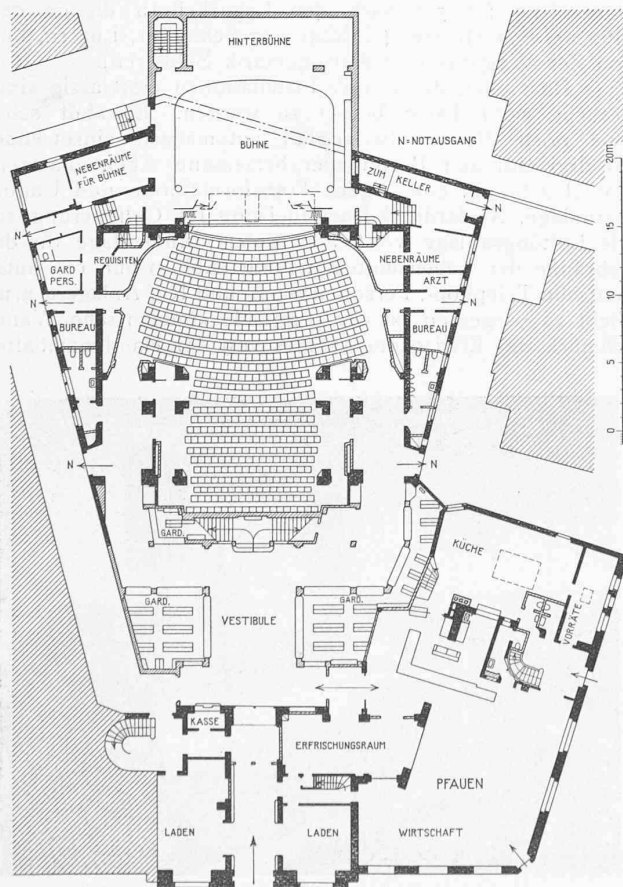 HINTERBÜHNE
BÜHNE
N=NOTAUSGANG
20m
NEBENRÄUME
FÜR BÜHNE
ZUM KELLER
N
N
N
N
15
REQUISITEN
NEBENRÄUME
GARD.
PERS.
ARZT
10
N
N
BUREAU
BUREAU
5
0
N
N
GARD.
KÜCHE
VORRÄTE
GARD.
VESTIBULE
GARD.
KASSE
ERFRISCHUNGSRAUM
PFAUEN
LADEN
LADEN
WIRTSCHAFT